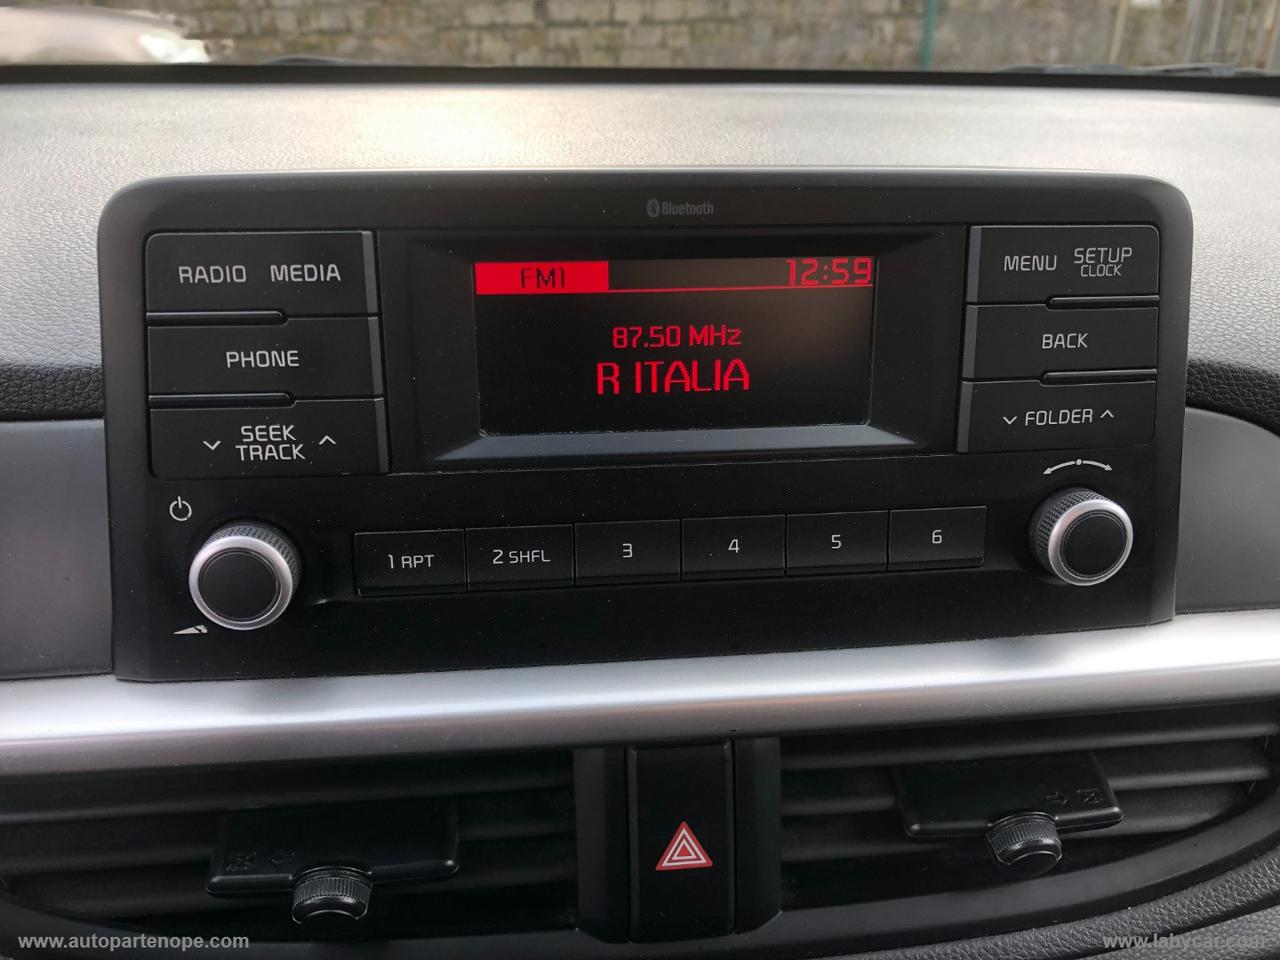 Bluetooth
RADIO MEDIA
PHONE
SEEK
TRACK
FM1 12:59
87.50 MHz
R ITALIA
MENU SETUP
CLOCK
BACK
FOLDER
1 RPT 2 SHFL 3 4 5 6
www.autopartenope.com
www.labycar.com